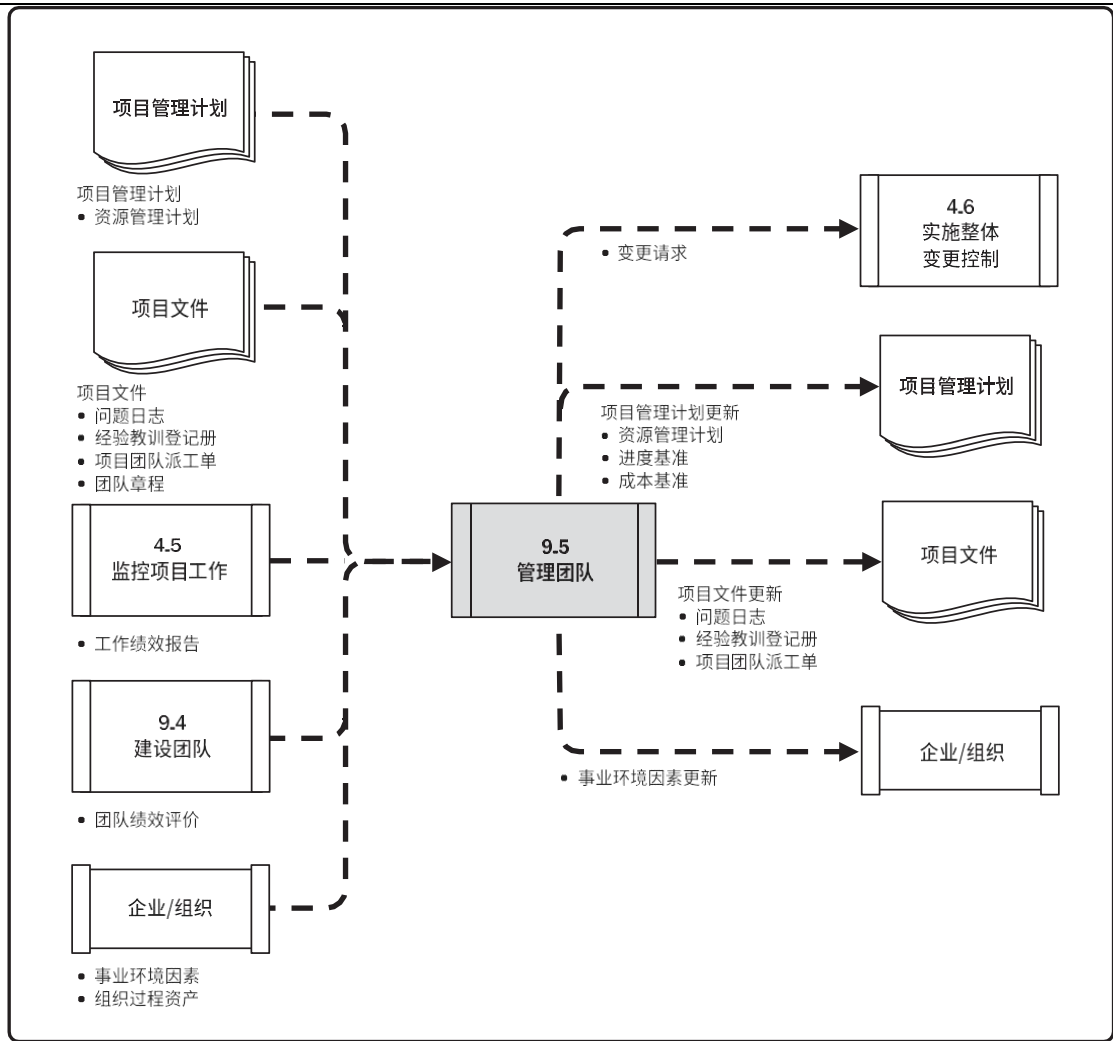 项目管理计划
项目管理计划
• 资源管理计划
项目文件
项目文件
• 问题日志
• 经验教训登记册
• 项目团队派工单
• 团队章程
4.5
监控项目工作
• 工作绩效报告
9.4
建设团队
• 团队绩效评价
企业/组织
• 事业环境因素
• 组织过程资产
9.5
管理团队
• 变更请求
4.6
实施整体
变更控制
项目管理计划
项目管理计划更新
• 资源管理计划
• 进度基准
• 成本基准
项目文件
项目文件更新
• 问题日志
• 经验教训登记册
• 项目团队派工单
企业/组织
• 事业环境因素更新